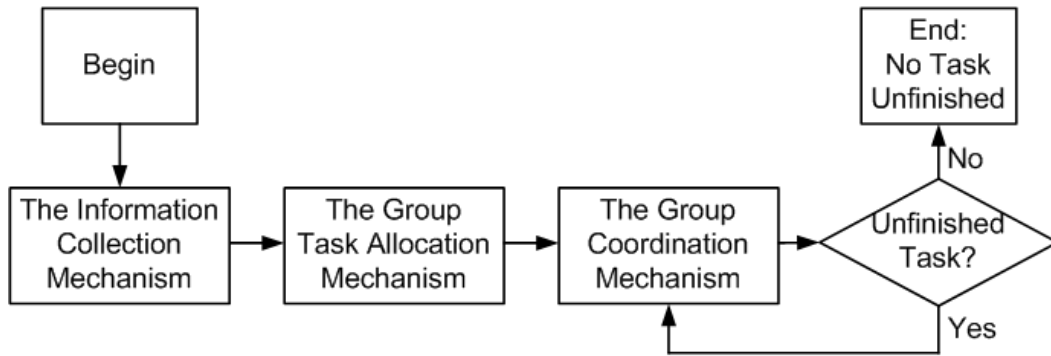 Begin
The Information
Collection
Mechanism
The Group
Task Allocation
Mechanism
The Group
Coordination
Mechanism
Unfinished
Task?
Yes
No
End:
No Task
Unfinished